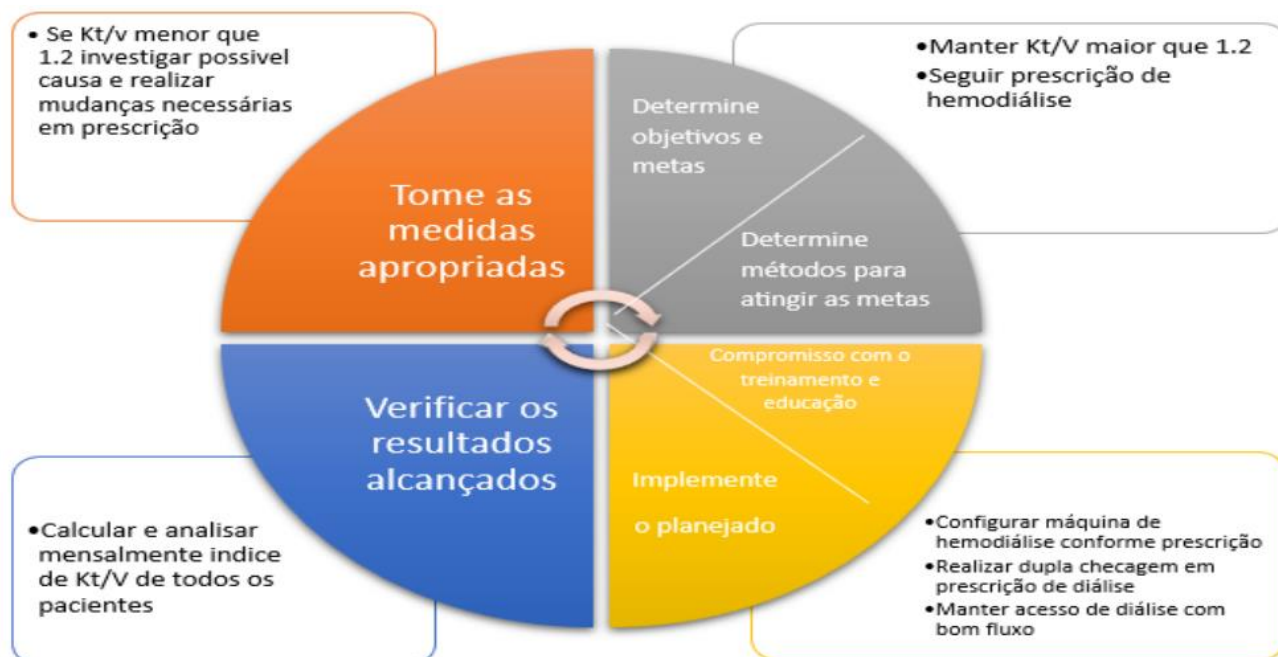 • Se Kt/v menor que
1.2 investigar possivel
causa e realizar
mudanças necessárias
em prescrição
•Manter Kt/V maior que 1.2
•Seguir prescrição de
hemodiálise
Tome as
medidas
apropriadas
Determine
objetivos e
metas
Determine
métodos para
atingir as metas
Verificar os
resultados
alcançados
Compromisso com o
treinamento e
educação
Implemente
o planejado
•Calcular e analisar
mensalmente indice
de Kt/V de todos os
pacientes
•Configurar máquina de
hemodiálise conforme prescrição
•Realizar dupla checagem em
prescrição de diálise
•Manter acesso de diálise com
bom fluxo